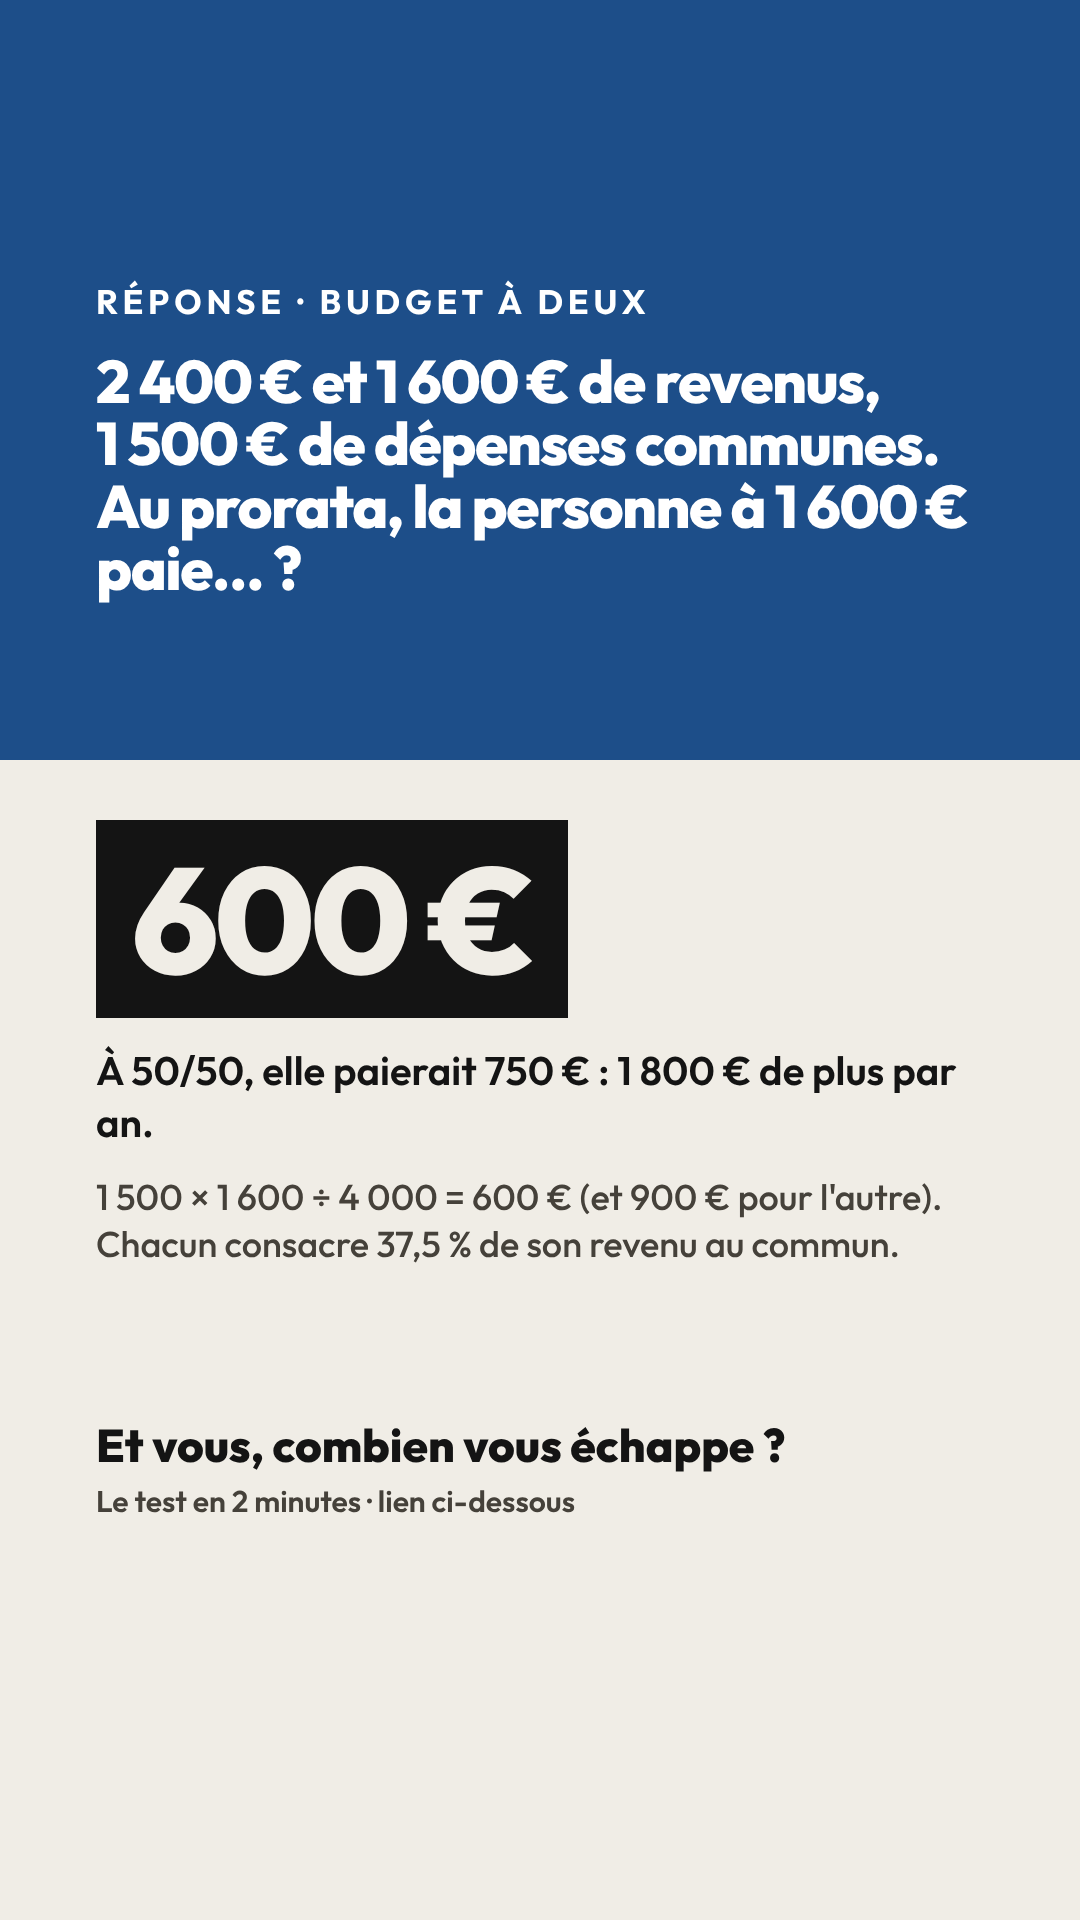 RÉPONSE · BUDGET À DEUX
2 400 € et 1 600 € de revenus,
1 500 € de dépenses communes.
Au prorata, la personne à 1 600 €
paie… ?
600 €
À 50/50, elle paierait 750 € : 1 800 € de plus par
an.
1 500 × 1 600 ÷ 4 000 = 600 € (et 900 € pour l'autre).
Chacun consacre 37,5 % de son revenu au commun.
Et vous, combien vous échappe ?
Le test en 2 minutes · lien ci-dessous